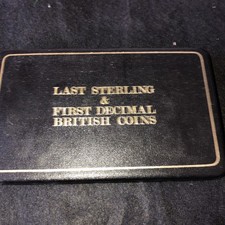 LAST STERLING
&
FIRST DECIMAL
BRITISH COINS